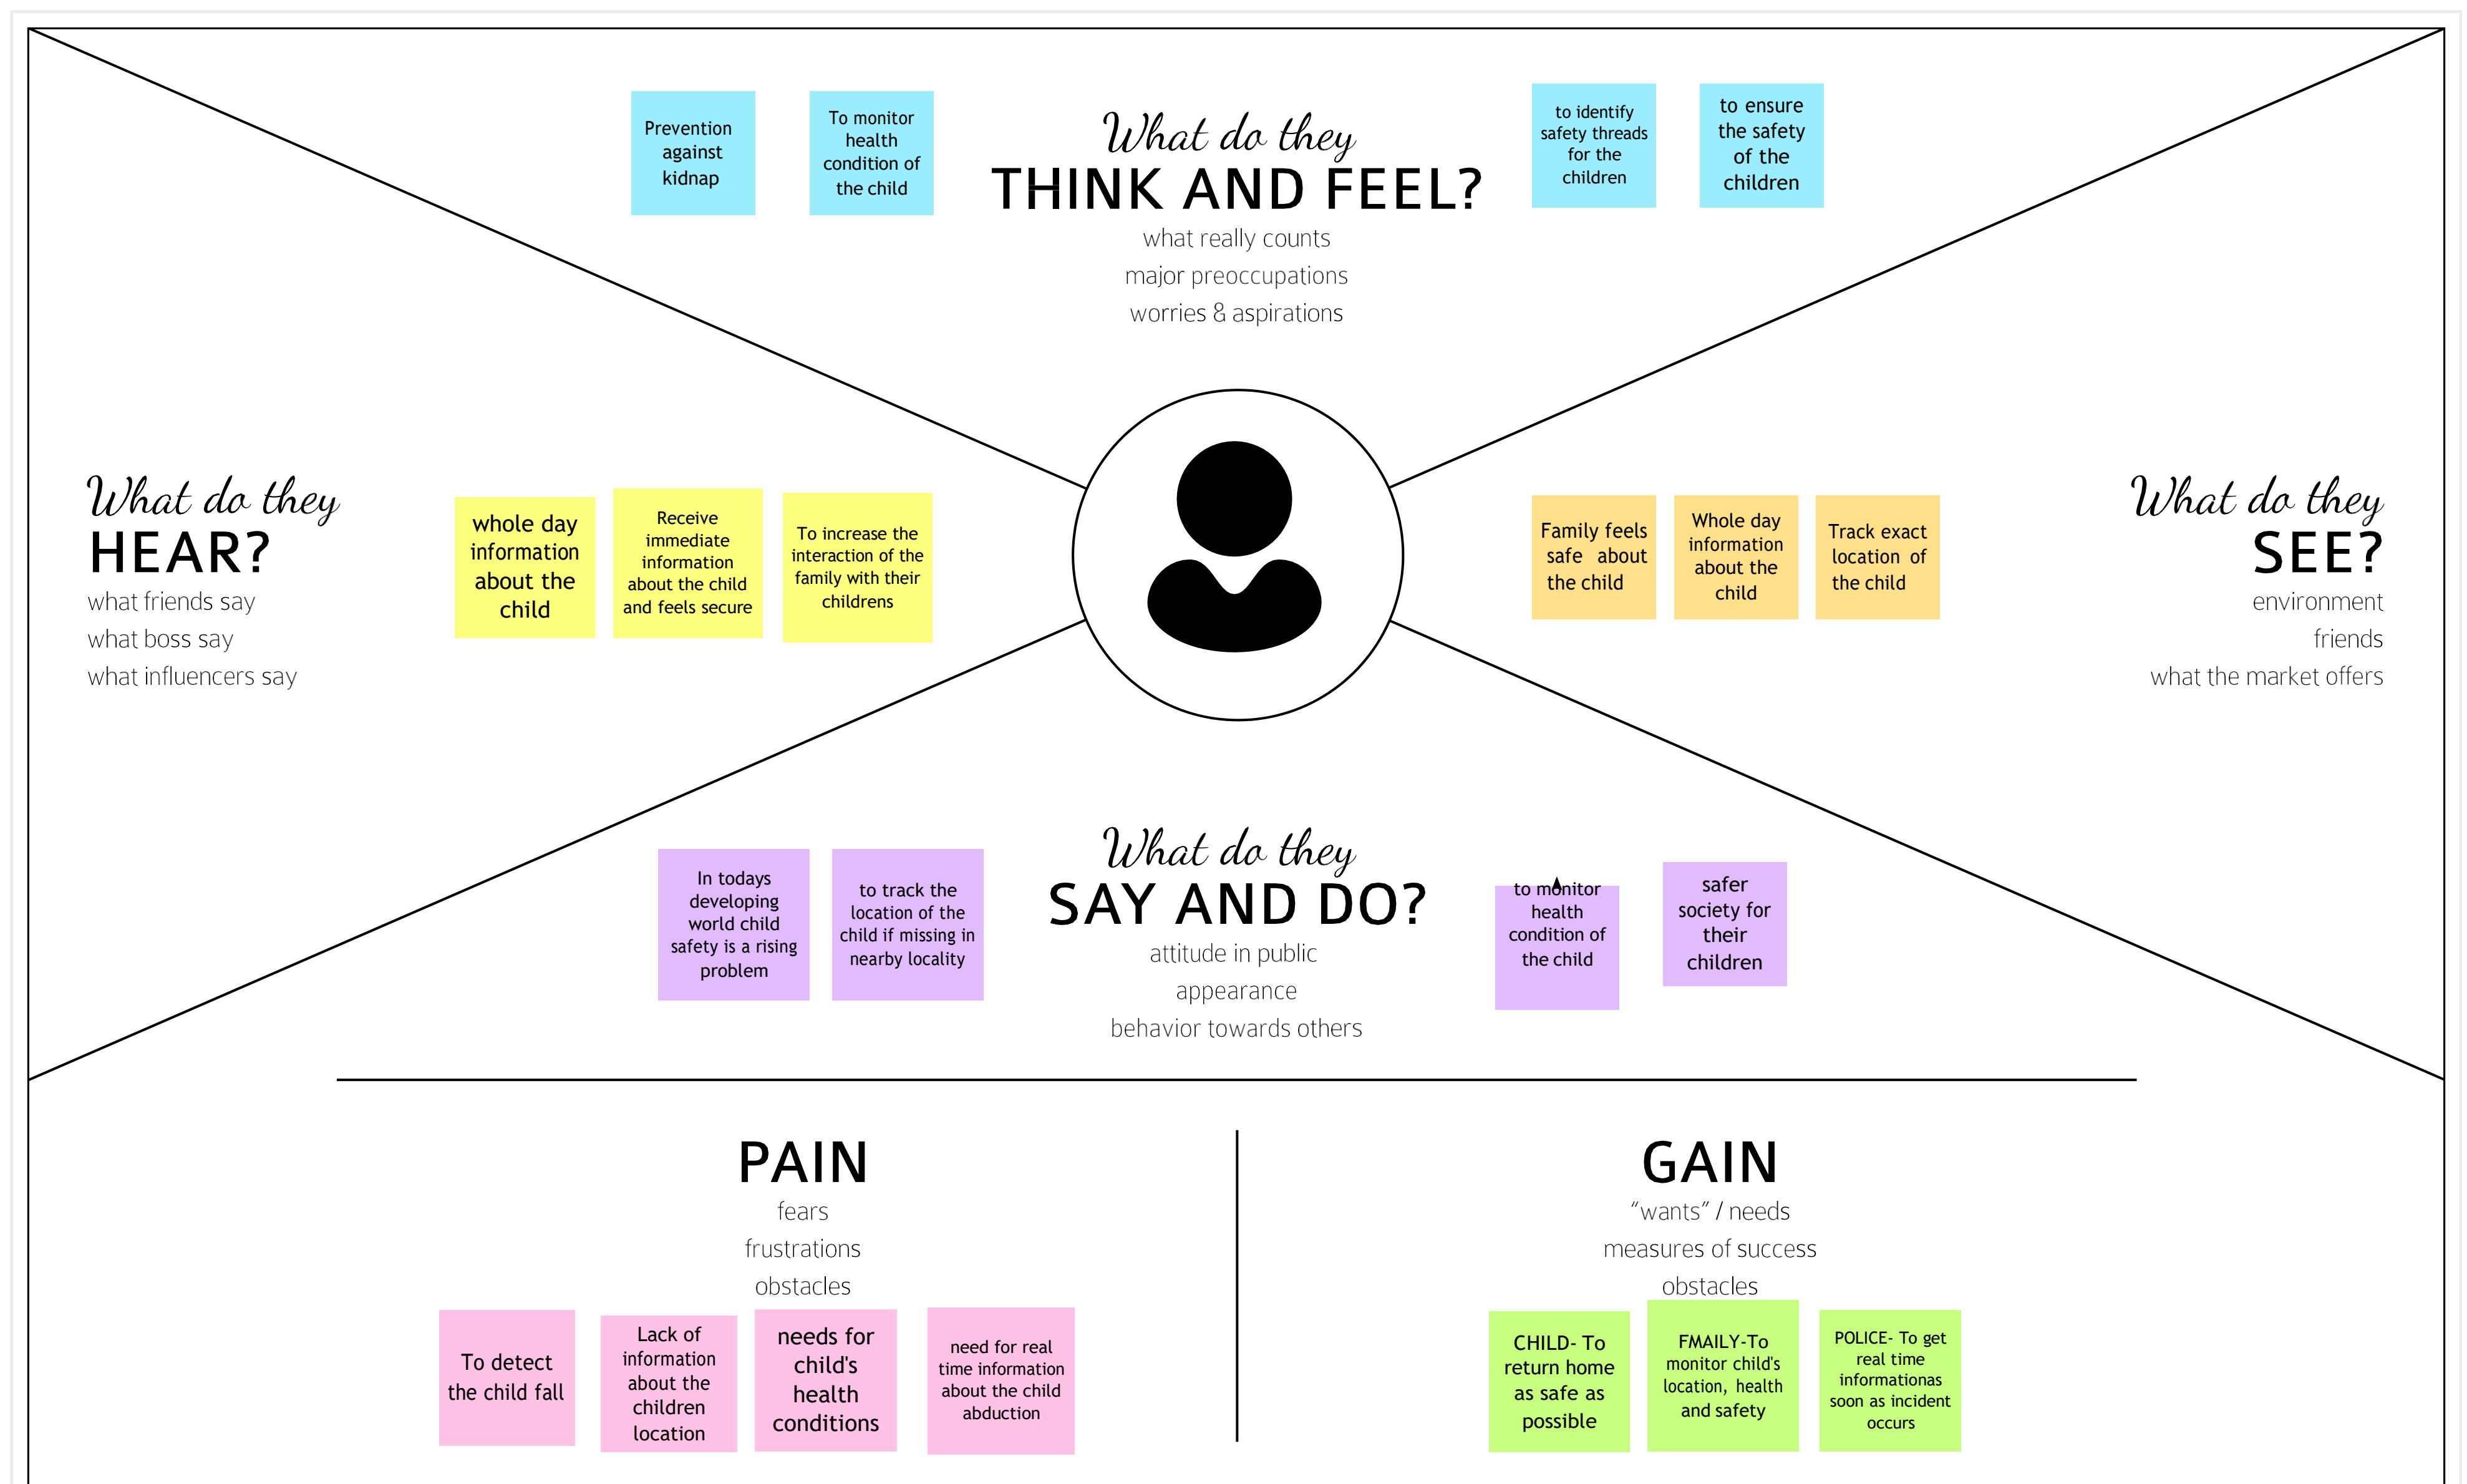 Prevention
against
kidnap
To monitor
health
condition of
the child
What do they
THINK AND FEEL?
what really counts
major preoccupations
worries & aspirations
to identify
safety threads
for the
children
to ensure
the safety
of the
children
What do they
HEAR?
what friends say
what boss say
what influencers say
whole day
information
about the
child
Receive
immediate
information
about the child
and feels secure
To increase the
interaction of the
family with their
childrens
Family feels
safe about
the child
Whole day
information
about the
child
Track exact
location of
the child
What do they
SEE?
environment
friends
what the market offers
In todays
developing
world child
safety is a rising
problem
to track the
location of the
child if missing in
nearby locality
What do they
SAY AND DO?
attitude in public
appearance
behavior towards others
to monitor
health
condition of
the child
safer
society for
their
children
PAIN
fears
frustrations
obstacles
To detect
the child fall
Lack of
information
about the
children
location
needs for
child's
health
conditions
need for real
time information
about the child
abduction
GAIN
“wants” / needs
measures of success
obstacles
CHILD- To
return home
as safe as
possible
FMAILY-To
monitor child's
location, health
and safety
POLICE- To get
real time
informationas
soon as incident
occurs